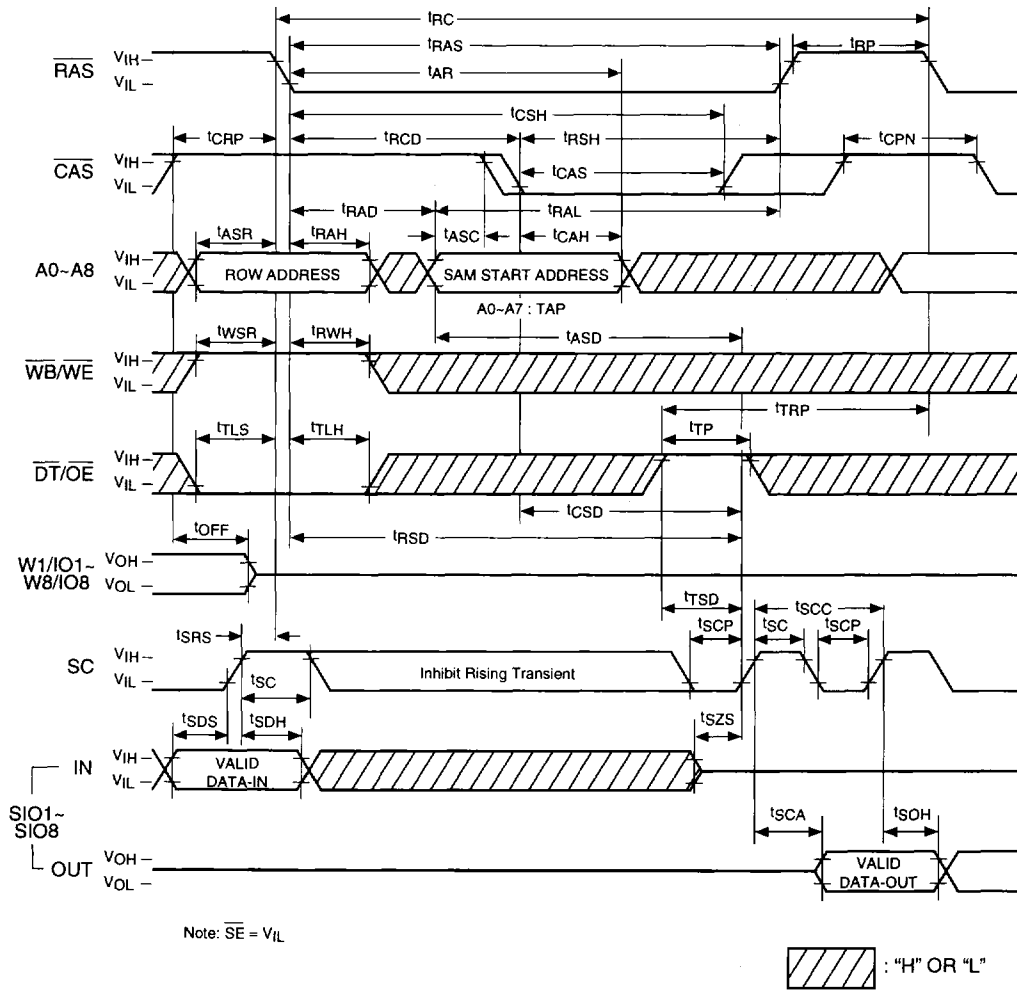 tRC
tRAS
tRP
RAS
VIH
VIL
tAR
tCSH
tCRP
tRCD
tRSH
tCPN
CAS
VIH
VIL
tCAS
tRAD
tRAL
tASR
tRAH
tASC
tCAH
A0~A8
VIH
VIL
ROW ADDRESS
SAM START ADDRESS
A0~A7 : TAP
tWSR
tRWH
tASD
WB/WE
VIH
VIL
tTRP
tTLS
tTLH
tTP
DT/OE
VIH
VIL
tCSD
tOFF
tRSD
W1/IO1~
W8/IO8
VOH
VOL
tTSD
tSCC
tSRS
tSCP
tSC
tSCP
SC
VIH
VIL
tSC
Inhibit Rising Transient
tSDS
tSDH
tSZS
IN
VIH
VIL
VALID
DATA-IN
SIO1~
SIO8
tSCA
tSOH
OUT
VOH
VOL
VALID
DATA-OUT
Note: SE = VIL
: "H" OR "L"